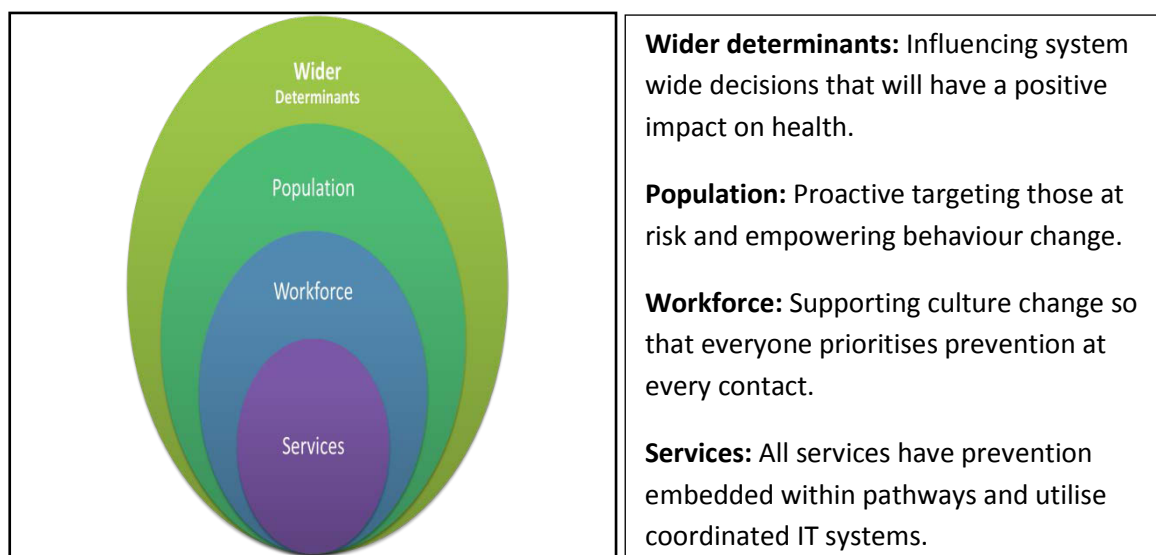 Wider
Determinants
Population
Workforce
Services
Wider determinants: Influencing system
wide decisions that will have a positive
impact on health.
Population: Proactive targeting those at
risk and empowering behaviour change.
Workforce: Supporting culture change so
that everyone prioritises prevention at
every contact.
Services: All services have prevention
embedded within pathways and utilise
coordinated IT systems.